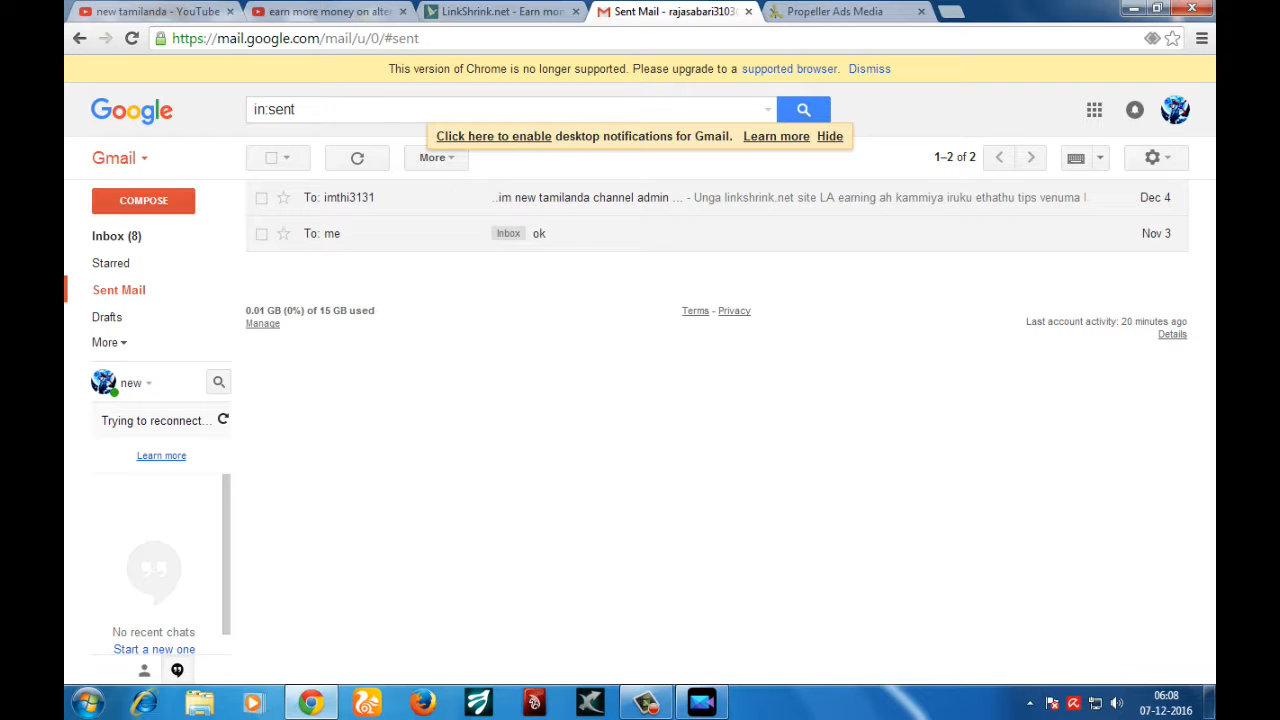 new tamilanda - YouTube
earn more money on alte
LinkShrink.net - Earn mor
Sent Mail - rajasabari3103
Propeller Ads Media
https://mail.google.com/mail/u/0/#sent
This version of Chrome is no longer supported. Please upgrade to a supported browser. Dismiss
Google
in:sent
Click here to enable desktop notifications for Gmail. Learn more Hide
Gmail
More
1–2 of 2
COMPOSE
To: imthi3131
..im new tamilanda channel admin ... - Unga linkshrink.net site LA earning ah kammiya iruku ethathu tips venuma
Dec 4
Inbox (8)
To: me
Inbox
ok
Nov 3
Starred
Sent Mail
Drafts
More
0.01 GB (0%) of 15 GB used
Manage
Terms - Privacy
Last account activity: 20 minutes ago
Details
new
Trying to reconnect...
Learn more
No recent chats
Start a new one
06:08
07-12-2016